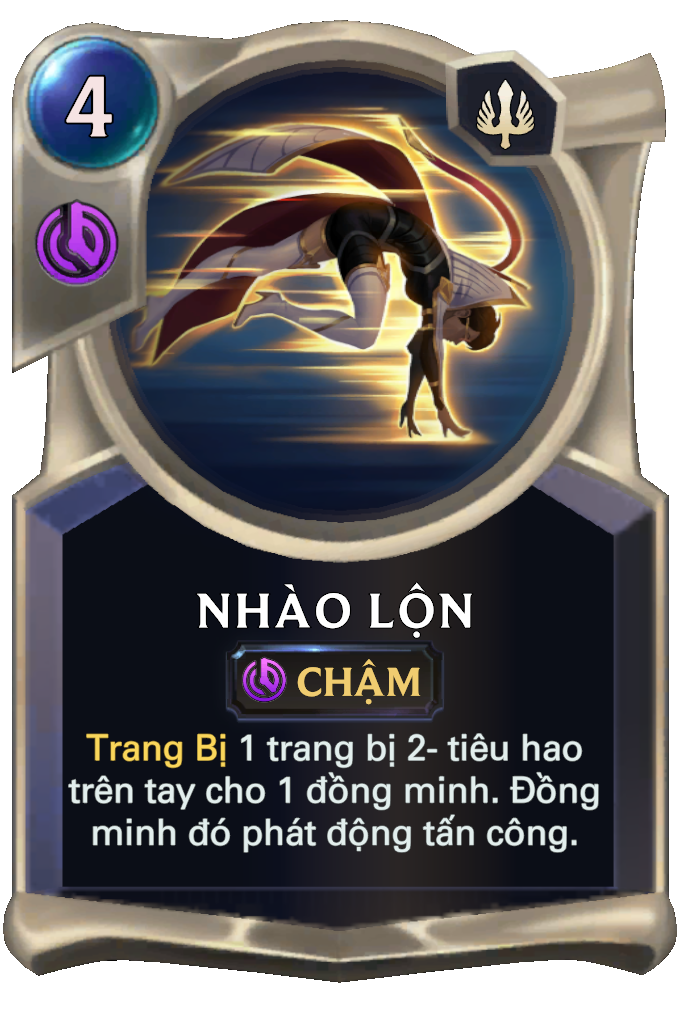 4
NHÀO LỘN
CHẬM
Trang Bị 1 trang bị 2- tiêu hao
trên tay cho 1 đồng minh. Đồng
minh đó phát động tấn công.